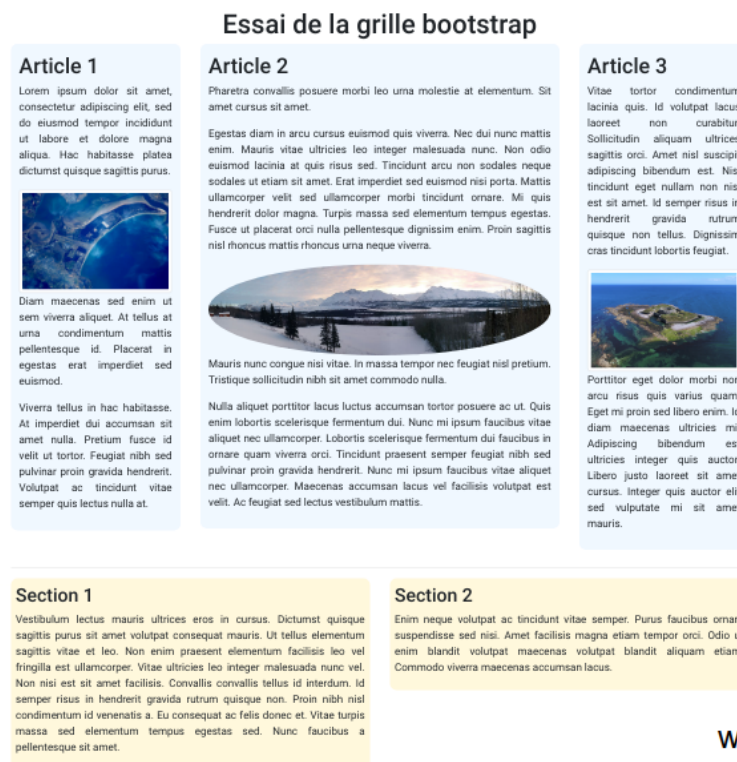 Essai de la grille bootstrap
Article 1
Lorem ipsum dolor sit amet,
consectetur adipiscing elit, sed
do eiusmod tempor incididunt
ut labore et dolore magna
aliqua. Hac habitasse platea
dictumst quisque sagittis purus.
Diam maecenas sed enim ut
sem viverra aliquet. At tellus at
urna condimentum mattis
pellentesque id. Placerat in
egestas erat imperdiet sed
euismod.
Viverra tellus in hac habitasse.
At imperdiet dui accumsan sit
amet nulla. Pretium fusce id
velit ut tortor. Feugiat nibh sed
pulvinar proin gravida hendrerit.
Volutpat ac tincidunt vitae
semper quis lectus nulla at.
Article 2
Pharetra convallis posuere morbi leo urna molestie at elementum. Sit
amet cursus sit amet.
Egestas diam in arcu cursus euismod quis viverra. Nec dui nunc mattis
enim. Mauris vitae ultricies leo integer malesuada nunc. Non odio
euismod lacinia at quis risus sed. Tincidunt arcu non sodales neque
sodales ut etiam sit amet. Erat imperdiet sed euismod nisi porta. Mattis
ullamcorper velit sed ullamcorper morbi tincidunt ornare. Mi quis
hendrerit dolor magna. Turpis massa sed elementum tempus egestas.
Fusce ut placerat orci nulla pellentesque dignissim enim. Proin sagittis
nisl rhoncus mattis rhoncus urna neque viverra.
Mauris nunc congue nisi vitae. In massa tempor nec feugiat nisl pretium.
Tristique sollicitudin nibh sit amet commodo nulla.
Nulla aliquet porttitor lacus luctus accumsan tortor posuere ac ut. Quis
enim lobortis scelerisque fermentum dui. Nunc mi ipsum faucibus vitae
aliquet nec ullamcorper. Lobortis scelerisque fermentum dui faucibus in
ornare quam viverra orci. Tincidunt praesent semper feugiat nibh sed
pulvinar proin gravida hendrerit. Nunc mi ipsum faucibus vitae aliquet
nec ullamcorper. Maecenas accumsan lacus vel facilisis volutpat est
velit. Ac feugiat sed lectus vestibulum mattis.
Article 3
Vitae tortor condimentum
lacinia quis. Id volutpat lacus
laoreet non curabitur
Sollicitudin aliquam ultrices
sagittis orci. Amet nisl suscipi
adipiscing bibendum est. Nis
tincidunt eget nullam non nis
est sit amet. Id semper risus in
hendrerit gravida rutrum
quisque non tellus. Dignissim
cras tincidunt lobortis feugiat.
Porttitor eget dolor morbi non
arcu risus quis varius quam
Eget mi proin sed libero enim. Id
diam maecenas ultricies mi
Adipiscing bibendum es
ultricies integer quis auctor
Libero justo laoreet sit ame
cursus. Integer quis auctor eli
sed vulputate mi sit ame
mauris.
Section 1
Vestibulum lectus mauris ultrices eros in cursus. Dictumst quisque
sagittis purus sit amet volutpat consequat mauris. Ut tellus elementum
sagittis vitae et leo. Non enim praesent elementum facilisis leo vel
fringilla est ullamcorper. Vitae ultricies leo integer malesuada nunc vel.
Non nisi est sit amet facilisis. Convallis convallis tellus id interdum. Id
semper risus in hendrerit gravida rutrum quisque non. Proin nibh nisl
condimentum id venenatis a. Eu consequat ac felis donec et. Vitae turpis
massa sed elementum tempus egestas sed. Nunc faucibus a
pellentesque sit amet.
Section 2
Enim neque volutpat ac tincidunt vitae semper. Purus faucibus ornar
suspendisse sed nisi. Amet facilisis magna etiam tempor orci. Odio u
enim blandit volutpat maecenas volutpat blandit aliquam etiam
Commodo viverra maecenas accumsan lacus.
W